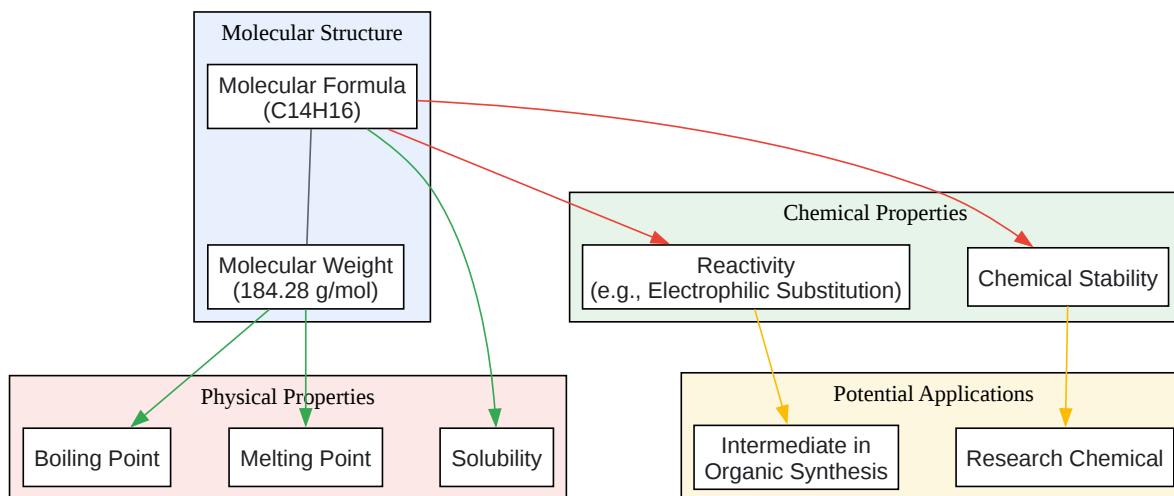 Molecular Structure
Molecular Formula
(C14H16)
Molecular Weight
(184.28 g/mol)
Chemical Properties
Reactivity
(e.g., Electrophilic Substitution)
Chemical Stability
Physical Properties
Boiling Point
Melting Point
Solubility
Potential Applications
Intermediate in
Organic Synthesis
Research Chemical